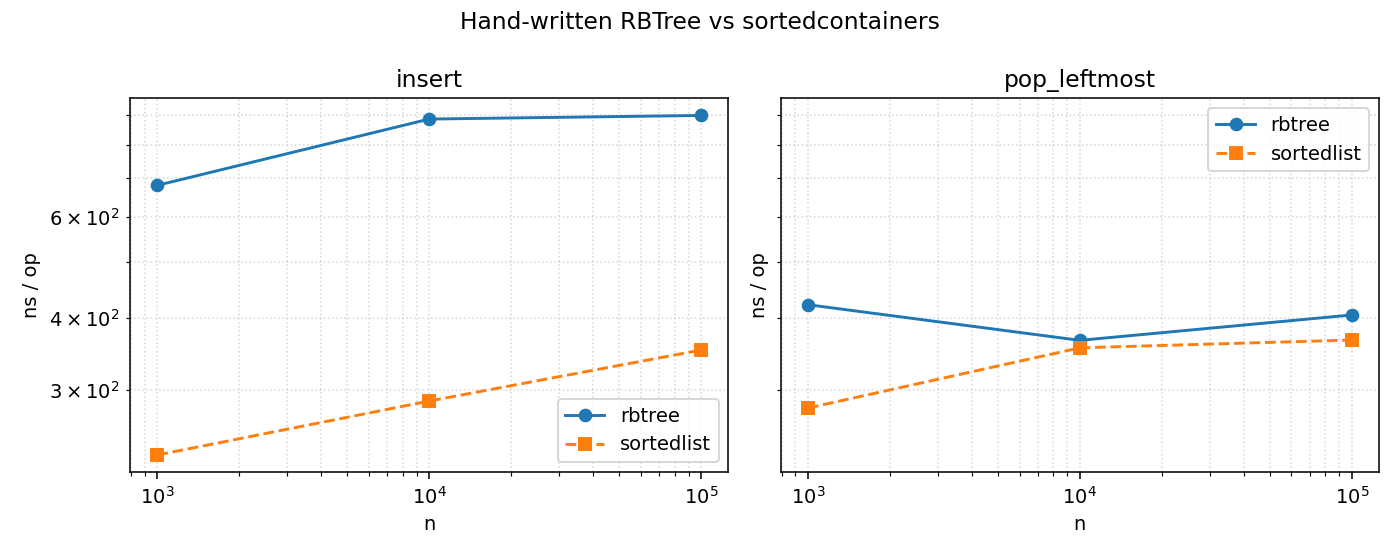 Hand-written RBTree vs sortedcontainers
insert
ns / op
6 × 10²
4 × 10²
3 × 10²
rbtree
sortedlist
10³ 10⁴ 10⁵
n
pop_leftmost
ns / op
rbtree
sortedlist
10³ 10⁴ 10⁵
n